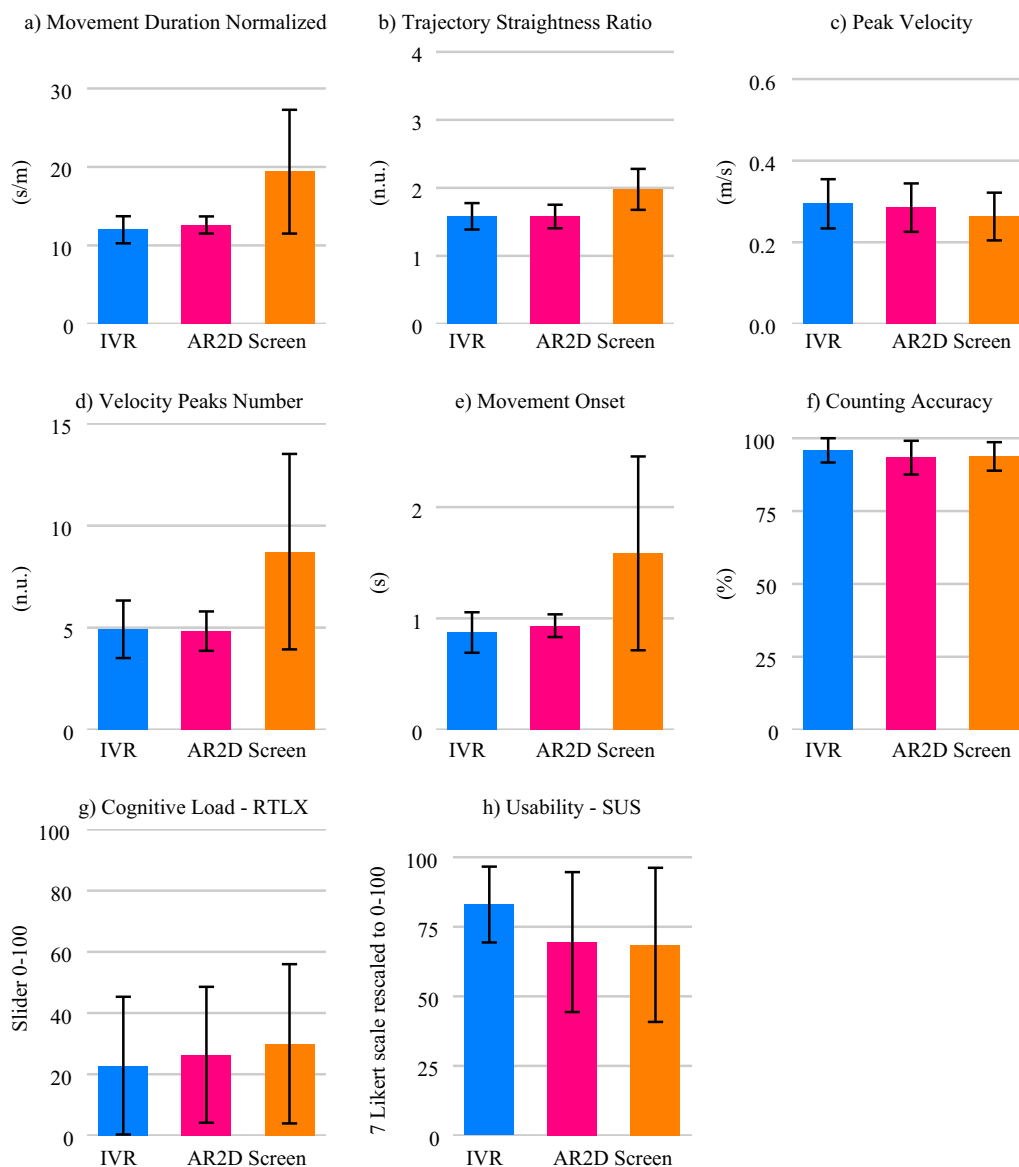 a) Movement Duration Normalized
(s/m)
30
20
10
0
IVR AR2D Screen
b) Trajectory Straightness Ratio
(n.u.)
4
3
2
1
0
IVR AR2D Screen
c) Peak Velocity
(m/s)
0.6
0.4
0.2
0.0
IVR AR2D Screen
d) Velocity Peaks Number
(n.u.)
15
10
5
0
IVR AR2D Screen
e) Movement Onset
(s)
2
1
0
IVR AR2D Screen
f) Counting Accuracy
(%)
100
75
50
25
0
IVR AR2D Screen
g) Cognitive Load - RTLX
Slider 0-100
100
80
60
40
20
0
IVR AR2D Screen
h) Usability - SUS
7 Likert scale rescaled to 0-100
100
75
50
25
0
IVR AR2D Screen